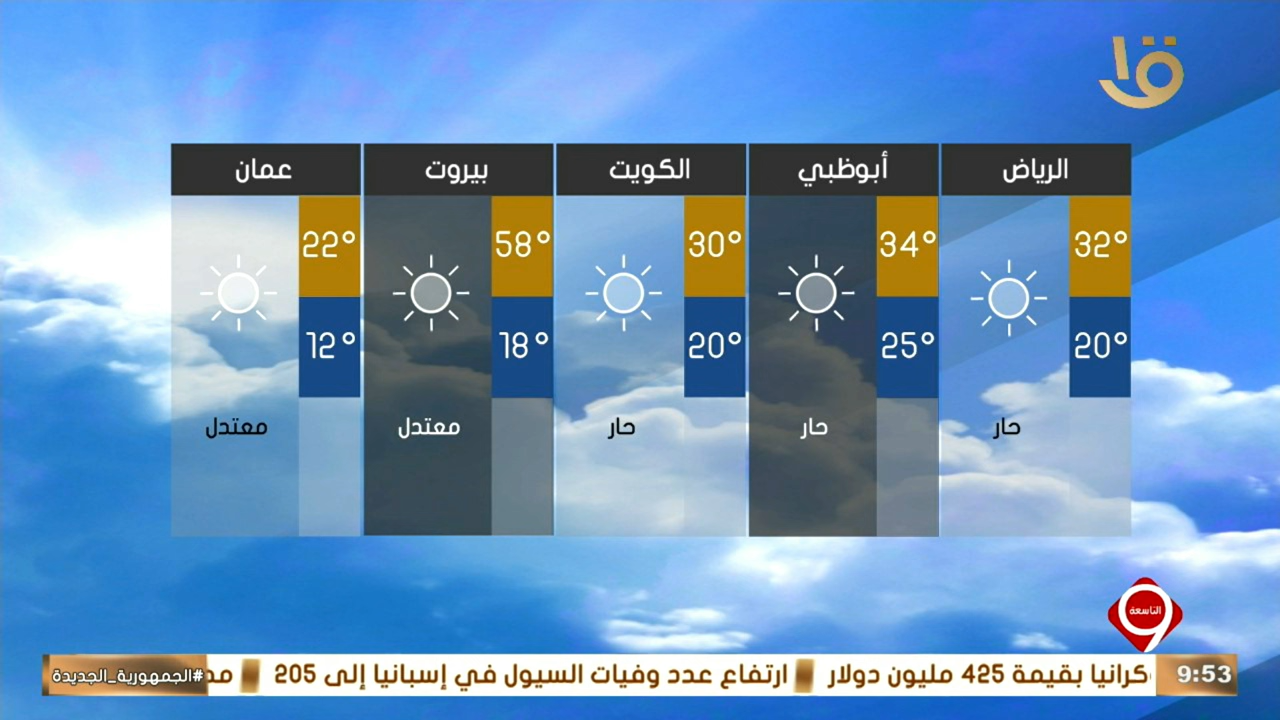 الرياض
32°
20°
حار
أبوظبي
34°
25°
حار
الكويت
30°
20°
حار
بيروت
58°
18°
معتدل
عمان
22°
12°
معتدل
التاسعة
9
9:53
كرانيا بقيمة 425 مليون دولار
ارتفاع عدد وفيات السيول في إسبانيا إلى 205
#الجمهورية_الجديدة